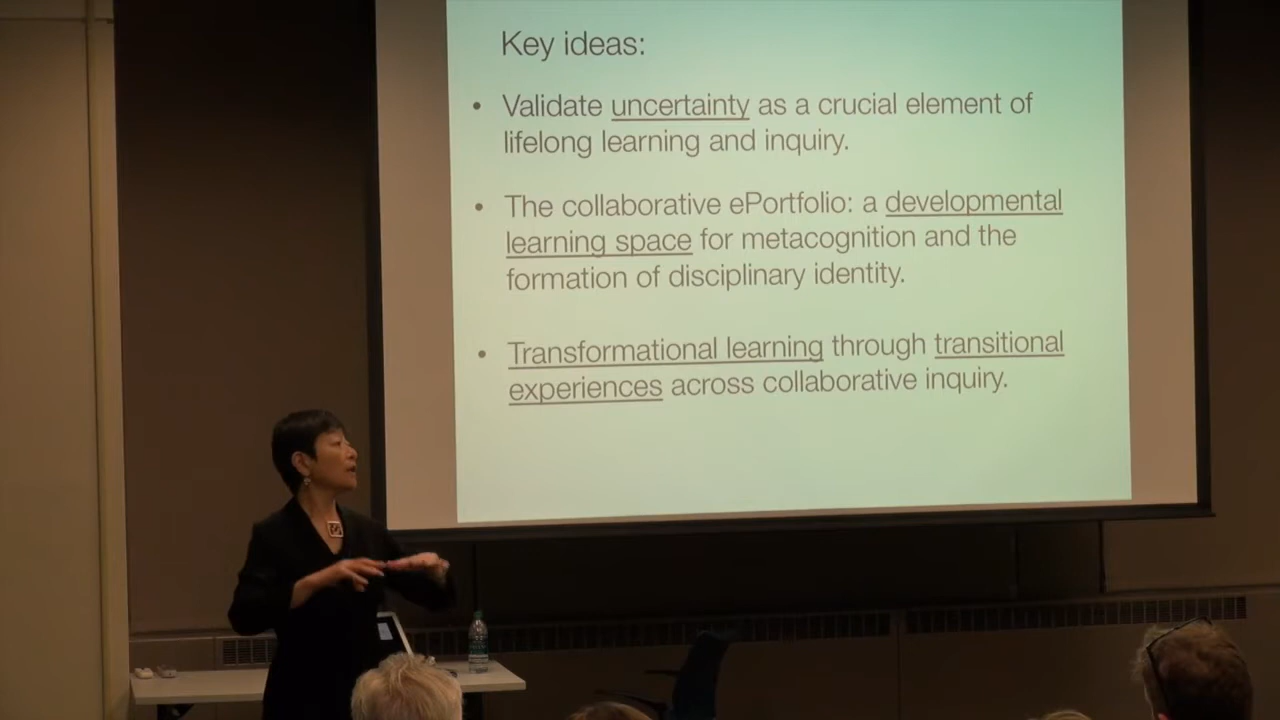 Key ideas:
• Validate uncertainty as a crucial element of
lifelong learning and inquiry.
• The collaborative ePortfolio: a developmental
learning space for metacognition and the
formation of disciplinary identity.
• Transformational learning through transitional
experiences across collaborative inquiry.